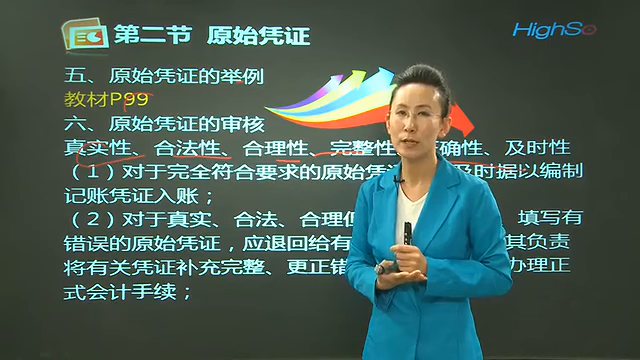 HighSo
第二节 原始凭证
五、原始凭证的举例
教材P99
六、原始凭证的审核
真实性、合法性、合理性、完整性 正确性、及时性
（1）对于完全符合要求的原始凭证 及时据以编制
记账凭证入账；
（2）对于真实、合法、合理但 、填写有
错误的原始凭证，应退回给有 其负责
将有关凭证补充完整、更正错 办理正
式会计手续；